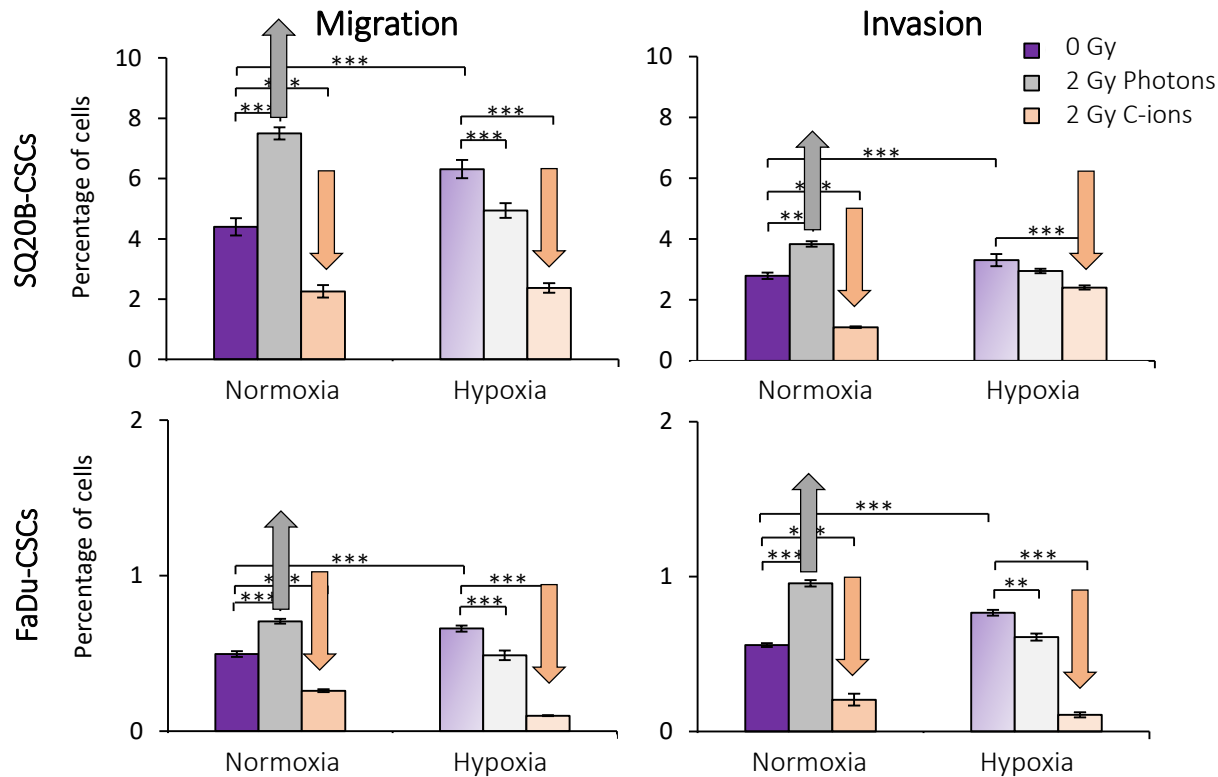 Migration
Invasion
0 Gy
2 Gy Photons
2 Gy C-ions
SQ20B-CSCs
Percentage of cells
10
8
6
4
2
0
***
***
***
***
Normoxia
Hypoxia
10
8
6
4
2
0
***
***
Normoxia
Hypoxia
FaDu-CSCs
Percentage of cells
2
1
0
***
***
***
***
Normoxia
Hypoxia
2
1
0
***
***
***
**
Normoxia
Hypoxia